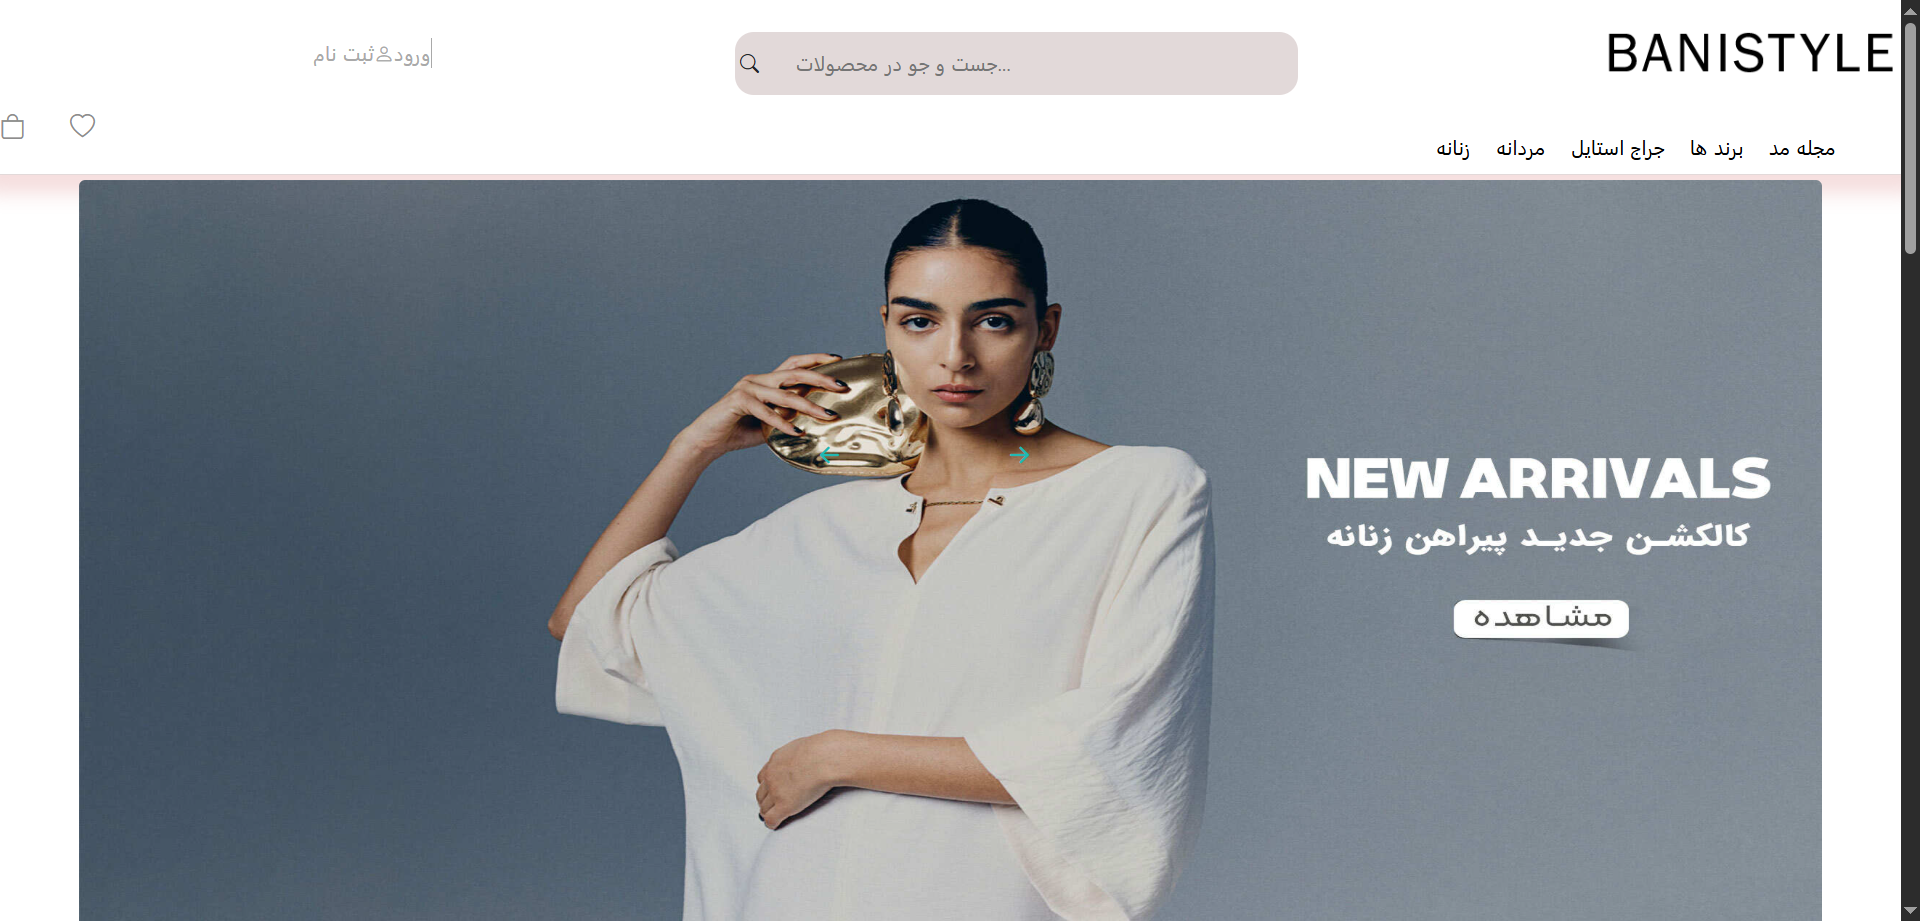 BANISTYLE
جست و جو در محصولات...
ورود ثبت نام
مجله مد برند ها جراج استایل مردانه زنانه
NEW ARRIVALS
کالکشن جدید پیراهن زنانه
مشاهده